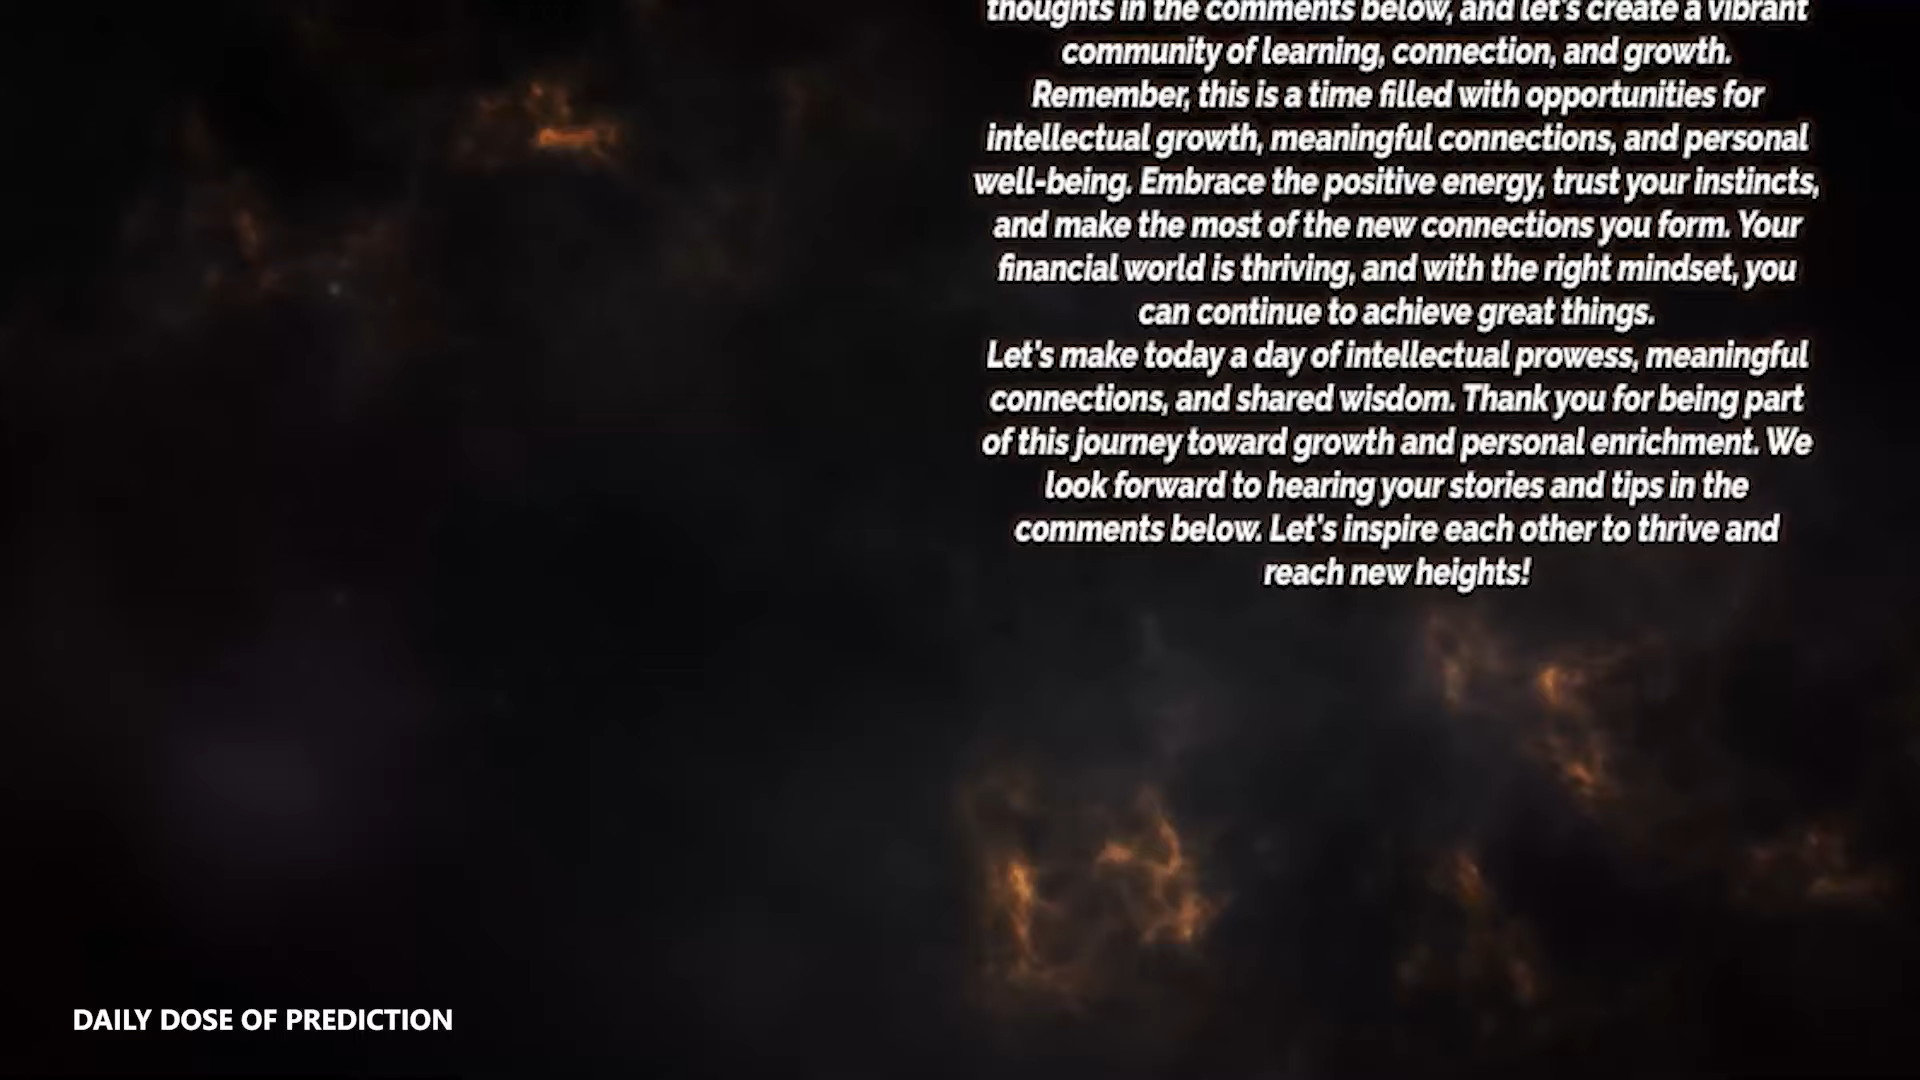 thoughts in the comments below, and let's create a vibrant
community of learning, connection, and growth.
Remember, this is a time filled with opportunities for
intellectual growth, meaningful connections, and personal
well-being. Embrace the positive energy, trust your instincts,
and make the most of the new connections you form. Your
financial world is thriving, and with the right mindset, you
can continue to achieve great things.
Let's make today a day of intellectual prowess, meaningful
connections, and shared wisdom. Thank you for being part
of this journey toward growth and personal enrichment. We
look forward to hearing your stories and tips in the
comments below. Let's inspire each other to thrive and
reach new heights!
DAILY DOSE OF PREDICTION